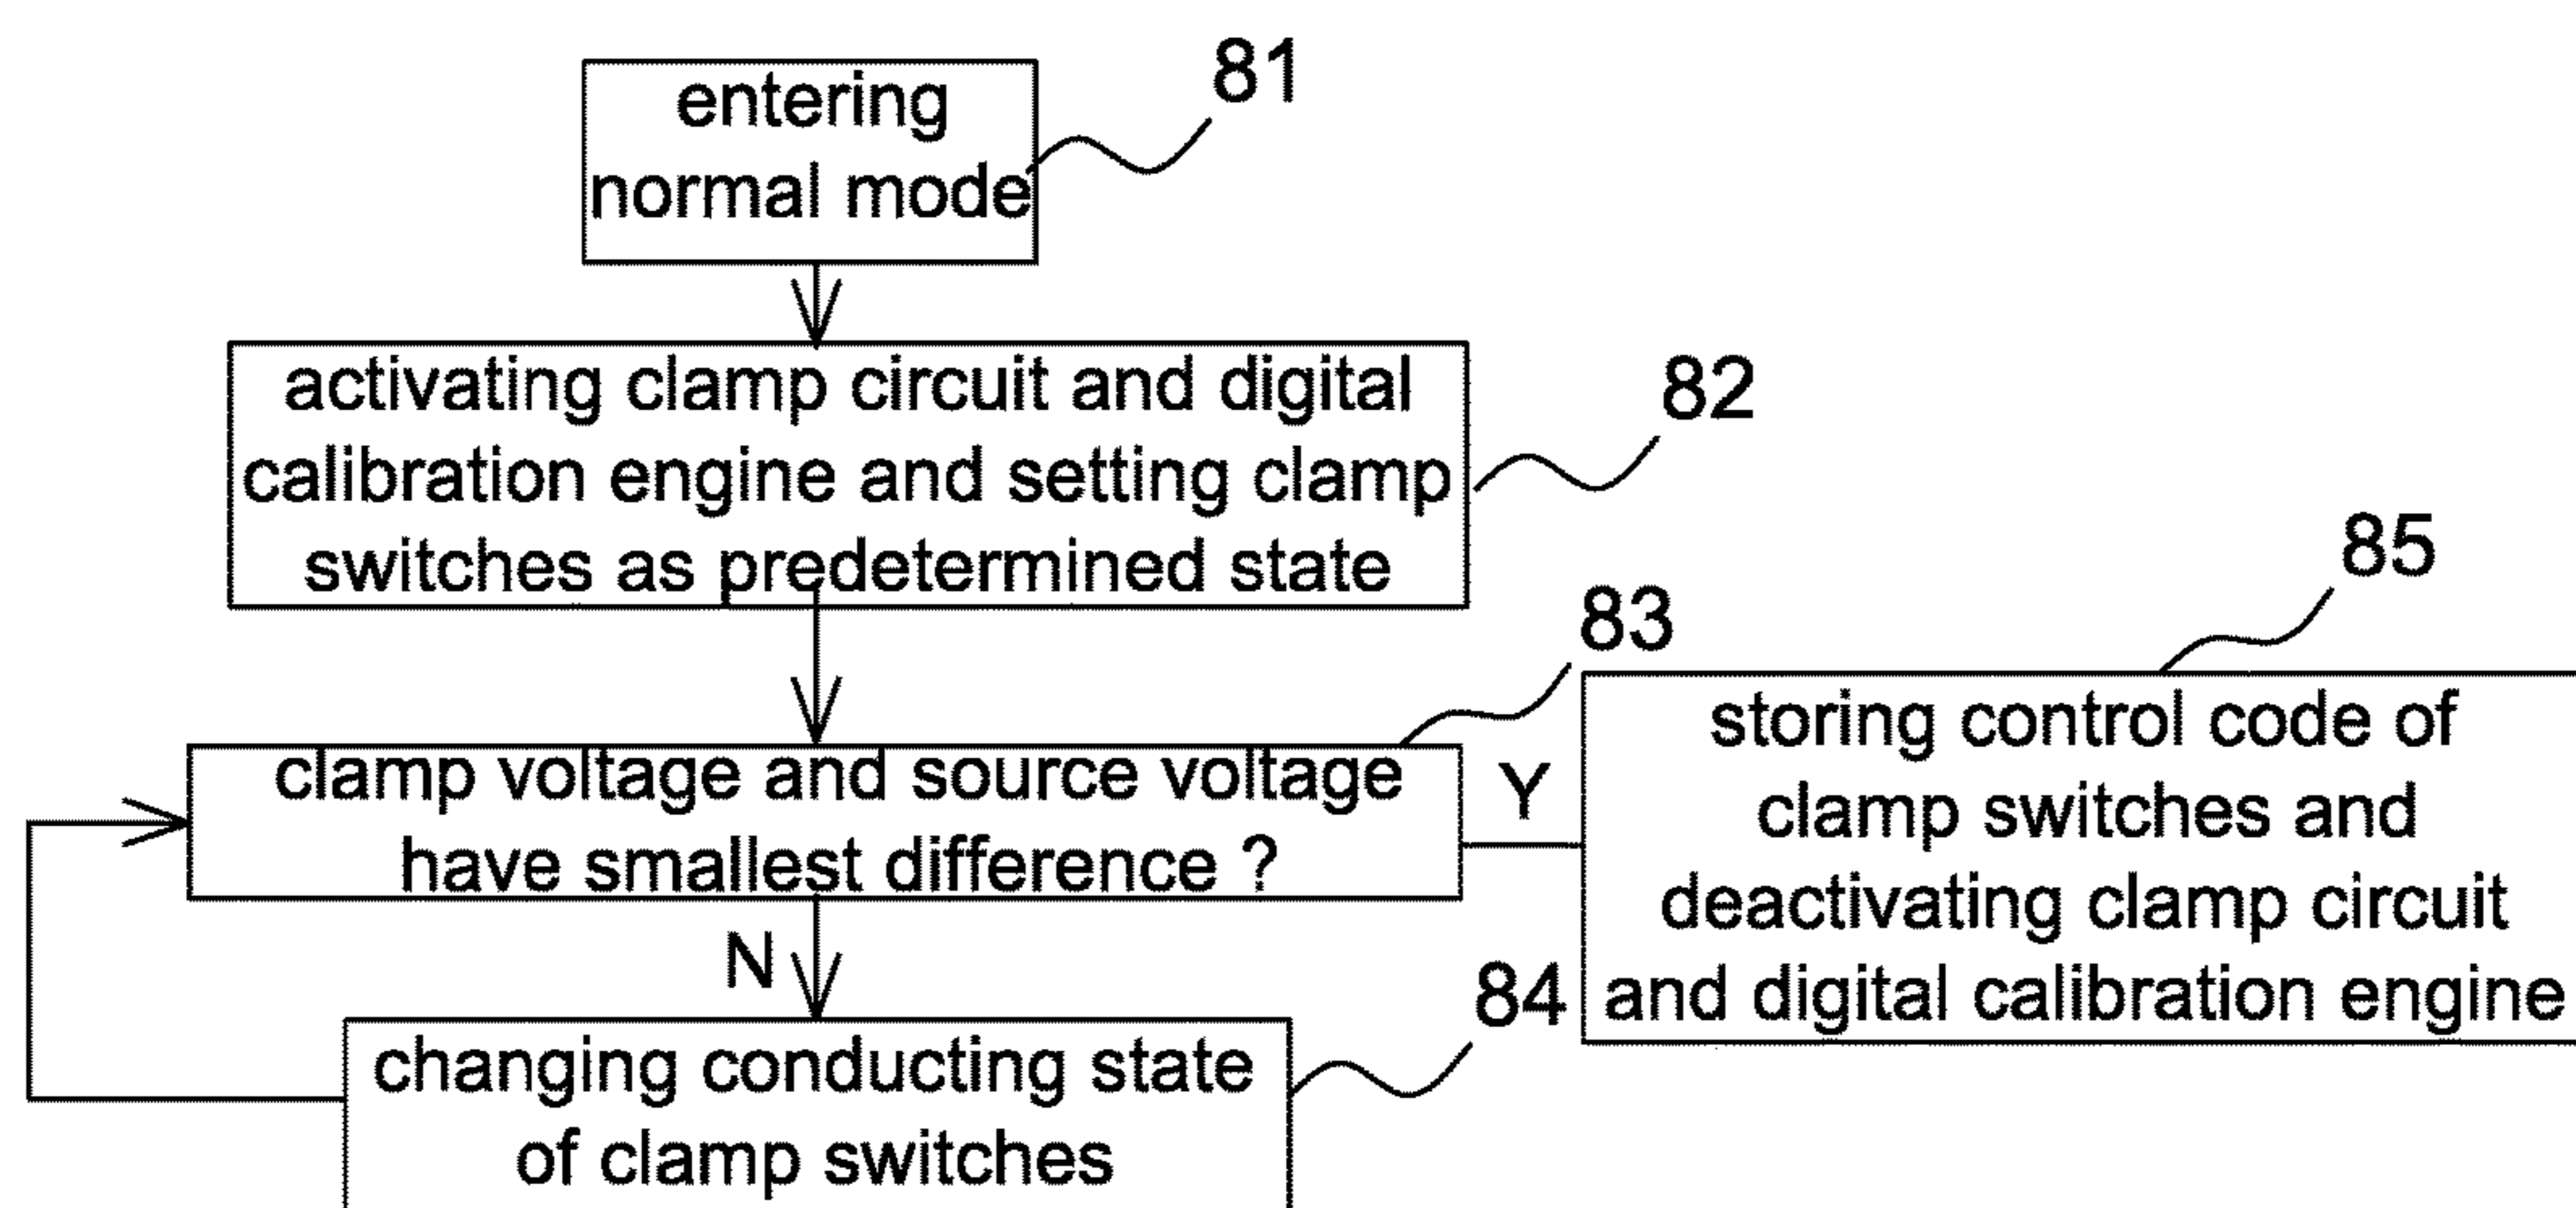 entering
normal mode
81
activating clamp circuit and digital
calibration engine and setting clamp
switches as predetermined state
82
clamp voltage and source voltage
have smallest difference ?
83
Y
storing control code of
clamp switches and
deactivating clamp circuit
and digital calibration engine
85
N
changing conducting state
of clamp switches
84